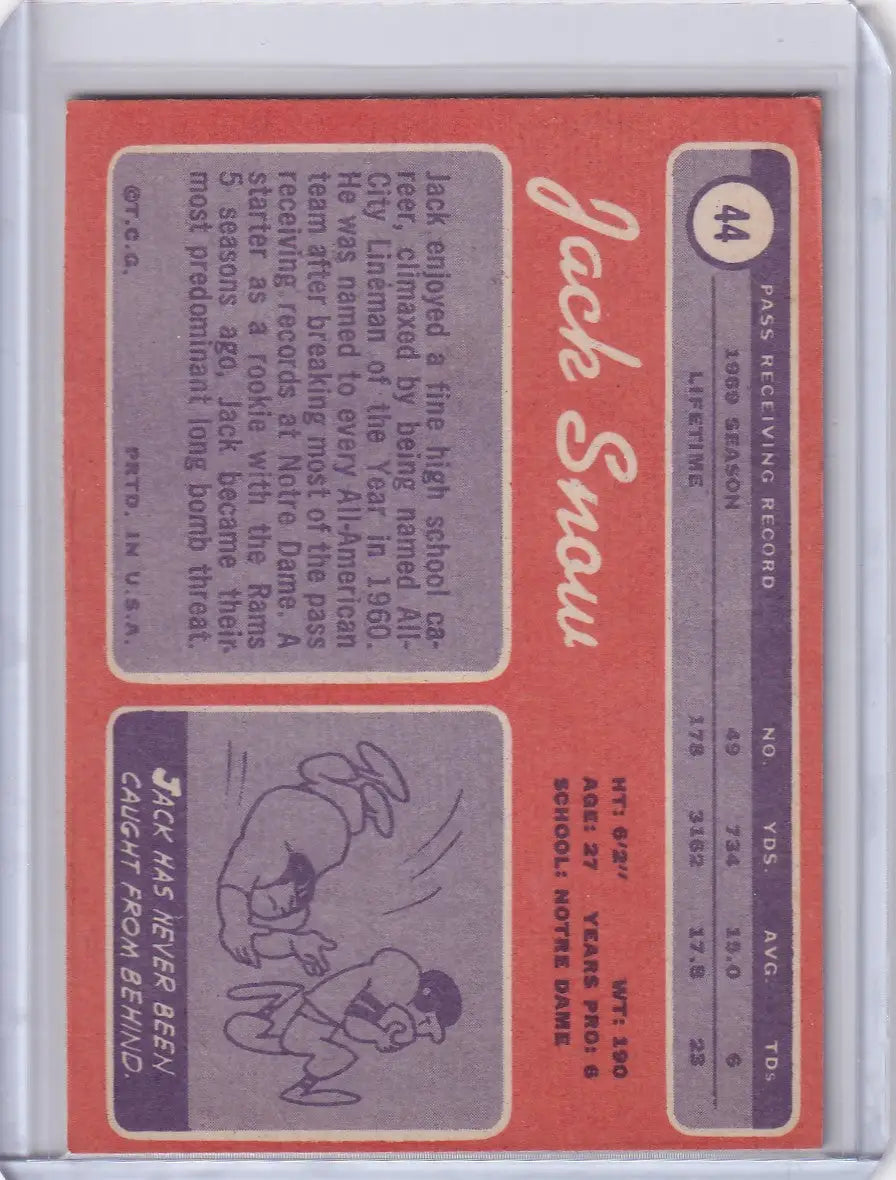 44
PASS RECEIVING RECORD NO. YDS. AVG. TDs
1969 SEASON 49 734 15.0 6
LIFETIME 178 3162 17.8 23
Jack Snow
HT: 6'2" WT: 190
AGE: 27 YEARS PRO: 6
SCHOOL: NOTRE DAME
Jack enjoyed a fine high school ca-
reer, climaxed by being named All-
City Lineman of the Year in 1960.
He was named to every All-American
team after breaking most of the pass
receiving records at Notre Dame. A
starter as a rookie with the Rams
5 seasons ago, Jack became their
most predominant long bomb threat.
©T.C.G. PRTD. IN U.S.A.
JACK HAS NEVER BEEN
CAUGHT FROM BEHIND.